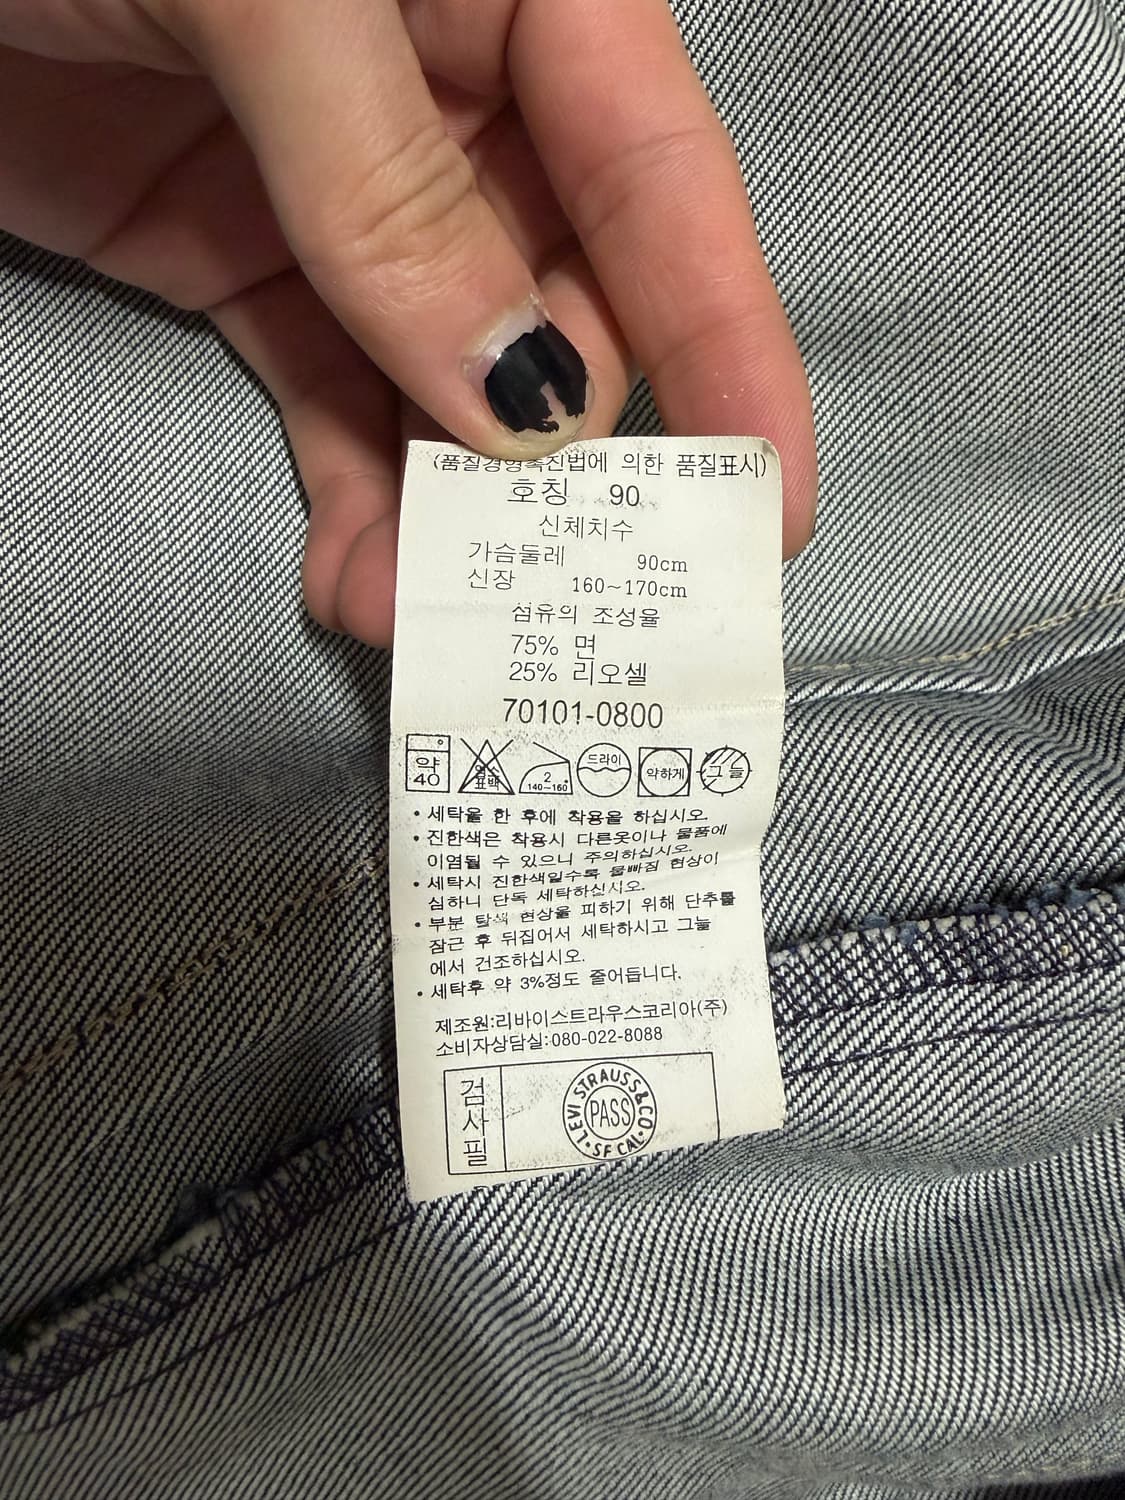 (품질경영촉진법에 의한 품질표시)
호칭 90
신체치수
가슴둘레 90cm
신장 160~170cm
섬유의 조성율
75% 면
25% 리오셀
70101-0800
약 40
염소 표백
2 140~160
드라이
약하게
그늘
• 세탁을 한 후에 착용을 하십시오.
• 진한색은 착용시 다른옷이나 물품에
이염될 수 있으니 주의하십시오.
• 세탁시 진한색일수록 물빠짐 현상이
심하니 단독 세탁하십시오.
• 부분 탈색 현상을 피하기 위해 단추를
잠근 후 뒤집어서 세탁하시고 그늘
에서 건조하십시오.
• 세탁후 약 3%정도 줄어듭니다.
제조원:리바이스트라우스코리아(주)
소비자상담실:080-022-8088
검사필
LEVI STRAUSS&CO
PASS
SF CAL